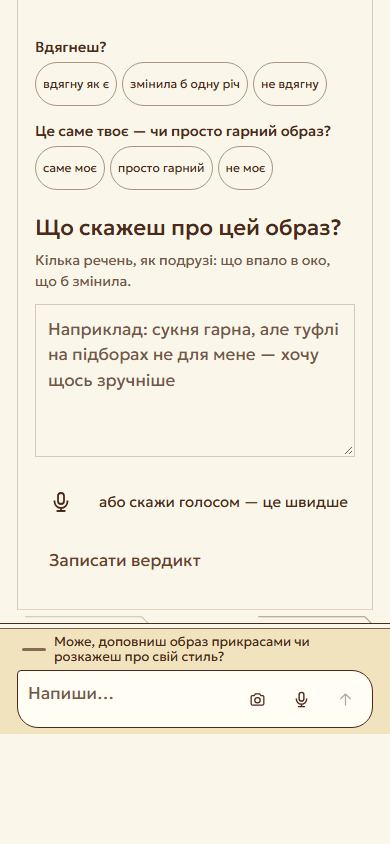 Вдягнеш?
вдягну як є
змінила б одну річ
не вдягну
Це саме твоє — чи просто гарний образ?
саме моє
просто гарний
не моє
Що скажеш про цей образ?
Кілька речень, як подрузі: що впало в око,
що б змінила.
Наприклад: сукня гарна, але туфлі
на підборах не для мене — хочу
щось зручніше
або скажи голосом — це швидше
Записати вердикт
Може, доповниш образ прикрасами чи
розкажеш про свій стиль?
Напиши...